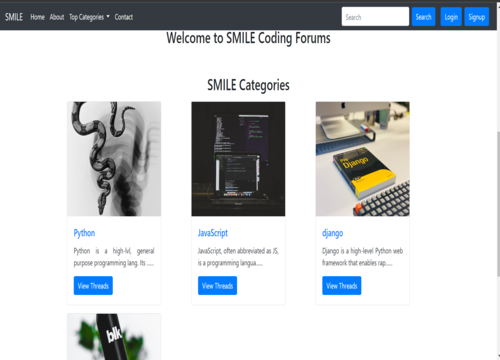 SMILE Home About Top Categories Contact Search Search Login Signup
Welcome to SMILE Coding Forums
SMILE Categories
Python
Python is a high-lvl, general
purpose programming lang. Its .....
View Threads
JavaScript
JavaScript, often abbreviated as JS,
is a programming langua.....
View Threads
Django
django
Django is a high-level Python web
framework that enables rap.....
View Threads
blk